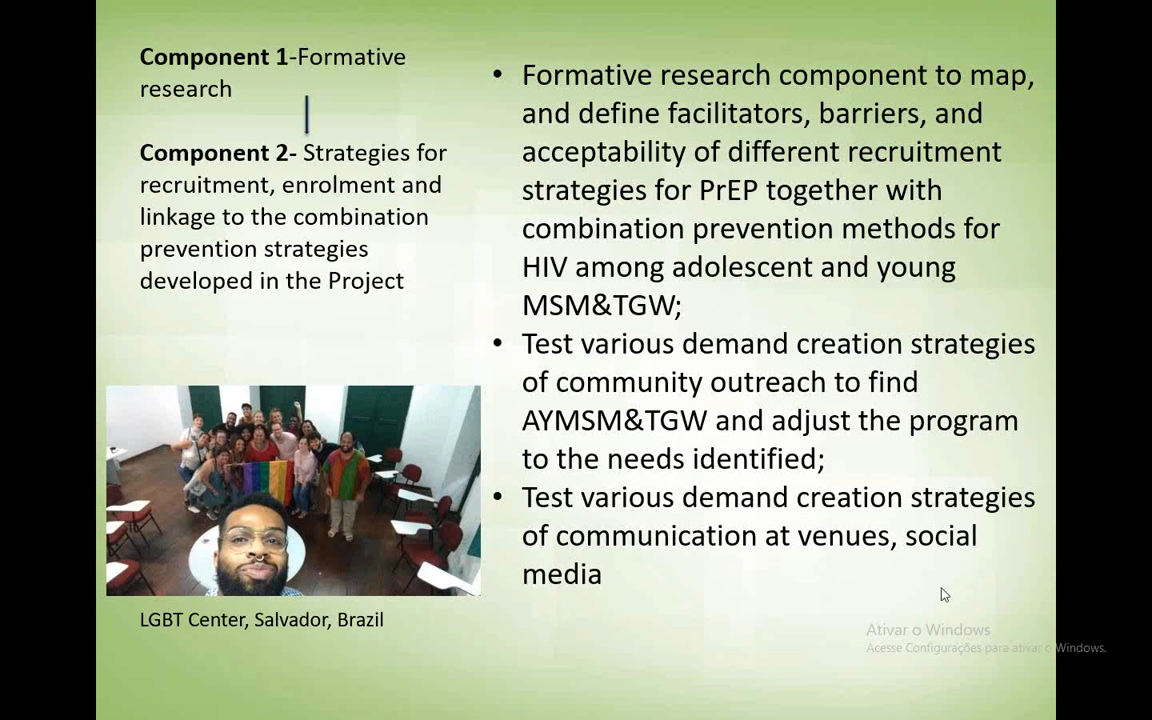 Component 1-Formative
research
Component 2- Strategies for
recruitment, enrolment and
linkage to the combination
prevention strategies
developed in the Project
LGBT Center, Salvador, Brazil
• Formative research component to map,
and define facilitators, barriers, and
acceptability of different recruitment
strategies for PrEP together with
combination prevention methods for
HIV among adolescent and young
MSM&TGW;
• Test various demand creation strategies
of community outreach to find
AYMSM&TGW and adjust the program
to the needs identified;
• Test various demand creation strategies
of communication at venues, social
media
Ativar o Windows
Acesse Configurações para ativar o Windows.